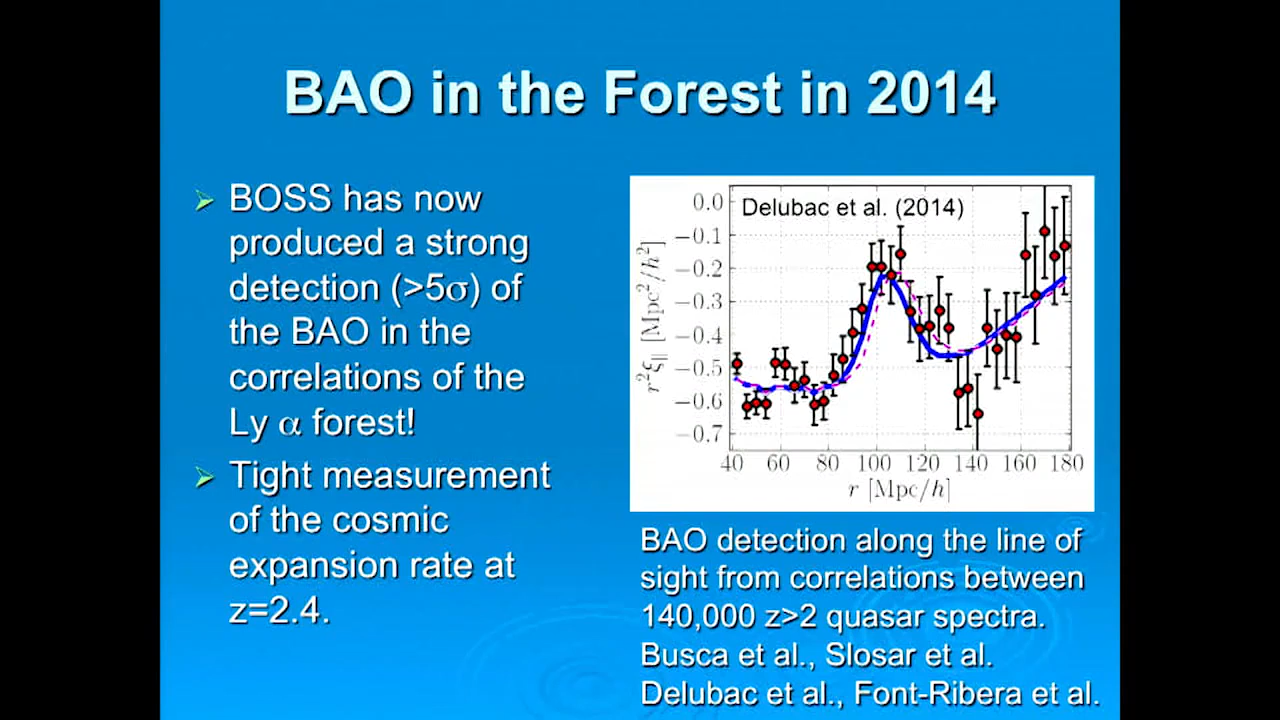 BAO in the Forest in 2014
BOSS has now
produced a strong
detection (>5σ) of
the BAO in the
correlations of the
Ly α forest!
Tight measurement
of the cosmic
expansion rate at
z=2.4.
Delubac et al. (2014)
0.0
−0.1
−0.2
−0.3
−0.4
−0.5
−0.6
−0.7
r²ξ∥ [Mpc²/h²]
40 60 80 100 120 140 160 180
r [Mpc/h]
BAO detection along the line of
sight from correlations between
140,000 z>2 quasar spectra.
Busca et al., Slosar et al.
Delubac et al., Font-Ribera et al.